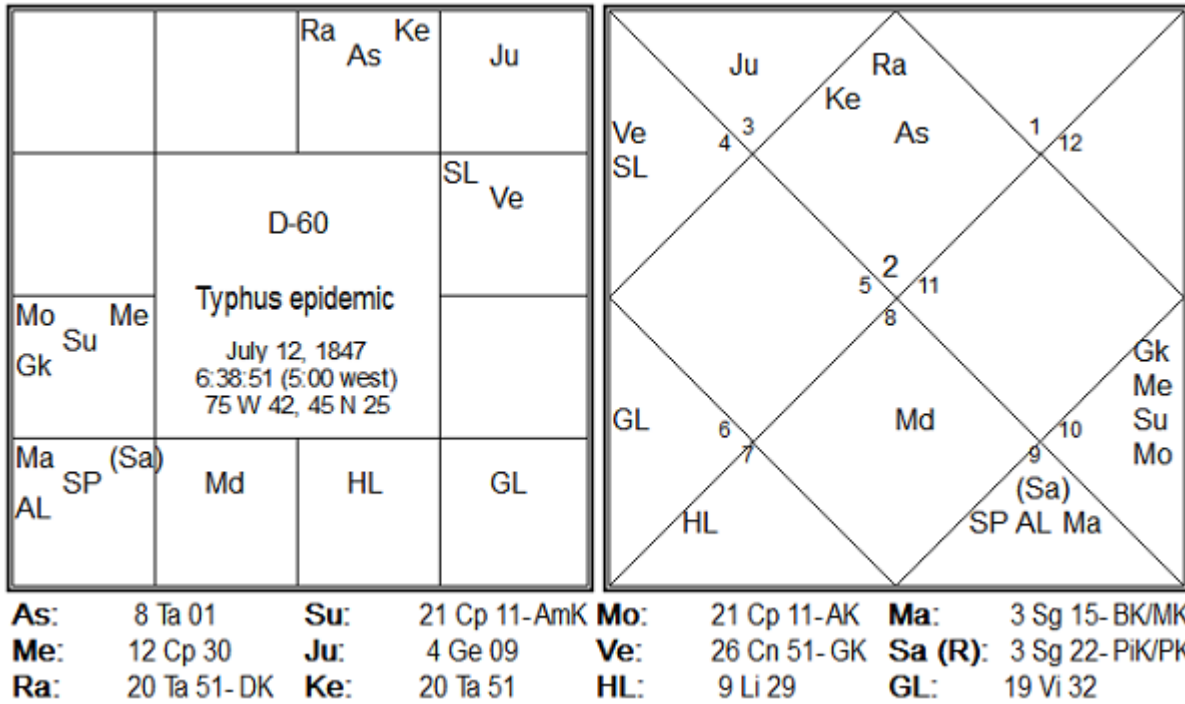 Ra Ke
As
Ju
SL
Ve
D-60
Typhus epidemic
July 12, 1847
6:38:51 (5:00 west)
75 W 42, 45 N 25
Mo Me
Su
Gk
Ma (Sa)
SP
AL
Md
HL
GL
Ju
Ra
Ke
As
Ve
SL
3
4
1
12
2
5
11
8
Gk
Me
Su
Mo
GL
6
7
Md
10
9
(Sa)
SP AL Ma
HL
As: 8 Ta 01 Su: 21 Cp 11-AmK Mo: 21 Cp 11-AK Ma: 3 Sg 15-BK/MK
Me: 12 Cp 30 Ju: 4 Ge 09 Ve: 26 Cn 51-GK Sa (R): 3 Sg 22-PiK/PK
Ra: 20 Ta 51-DK Ke: 20 Ta 51 HL: 9 Li 29 GL: 19 Vi 32